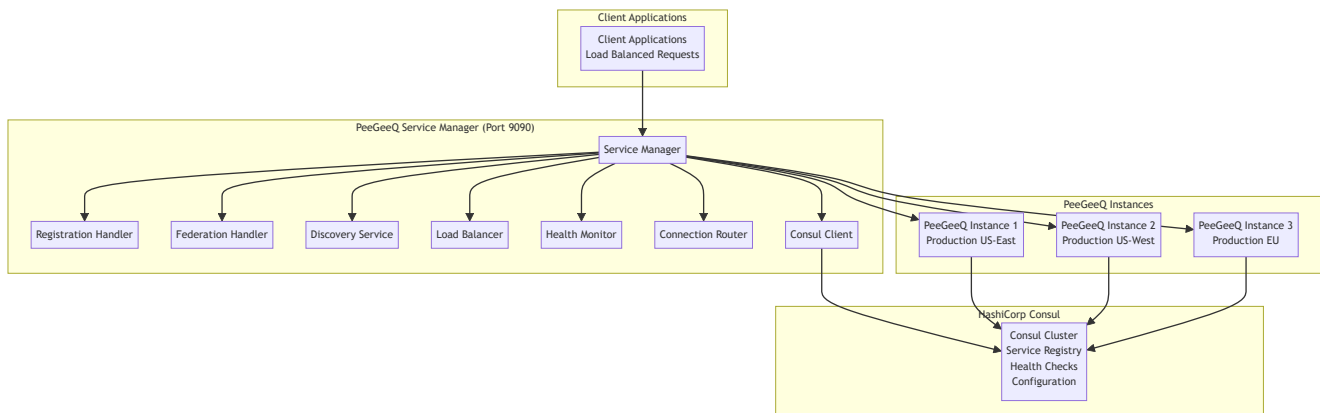 Client Applications
Client Applications
Load Balanced Requests
PeeGeeQ Service Manager (Port 9090)
Service Manager
Registration Handler
Federation Handler
Discovery Service
Load Balancer
Health Monitor
Connection Router
Consul Client
PeeGeeQ Instances
PeeGeeQ Instance 1
Production US-East
PeeGeeQ Instance 2
Production US-West
PeeGeeQ Instance 3
Production EU
HashiCorp Consul
Consul Cluster
Service Registry
Health Checks
Configuration